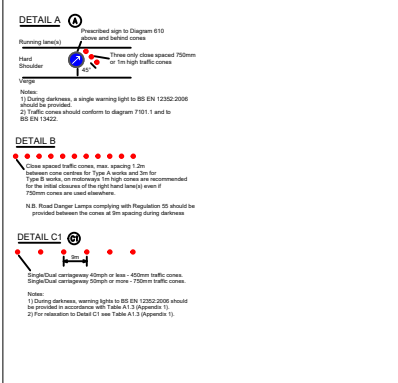 DETAIL A A
Prescribed sign to Diagram 610
above and behind cones
Running lane(s)
Three only close spaced 750mm
or 1m high traffic cones
Hard
Shoulder
45°
Verge
Notes:
1) During darkness, a single warning light to BS EN 12352:2006
should be provided.
2) Traffic cones should conform to diagram 7101.1 and to
BS EN 13422.
DETAIL B
Close spaced traffic cones, max. spacing 1.2m
between cone centres for Type A works and 3m for
Type B works, on motorways 1m high cones are recommended
for the initial closures of the right hand lane(s) even if
750mm cones are used elsewhere.
N.B. Road Danger Lamps complying with Regulation 55 should be
provided between the cones at 9m spacing during darkness
DETAIL C1 C1
9m
Single/Dual carriageway 40mph or less - 450mm traffic cones.
Single/Dual carriageway 50mph or more - 750mm traffic cones.
Notes:
1) During darkness, warning lights to BS EN 12352:2006 should
be provided in accordance with Table A1.3 (Appendix 1).
2) For relaxation to Detail C1 see Table A1.3 (Appendix 1).